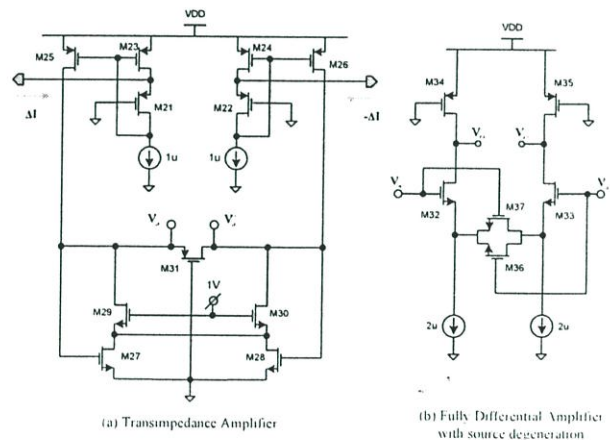 VDD
M25
M23
M24
M26
M21
M22
ΔI
-ΔI
1u
1u
M31
1V
M29
M30
M27
M28
(a) Transimpedance Amplifier
VDD
M34
M35
M32
M37
M33
M36
2u
2u
(b) Fully Differential Amplifier
with source degeneration